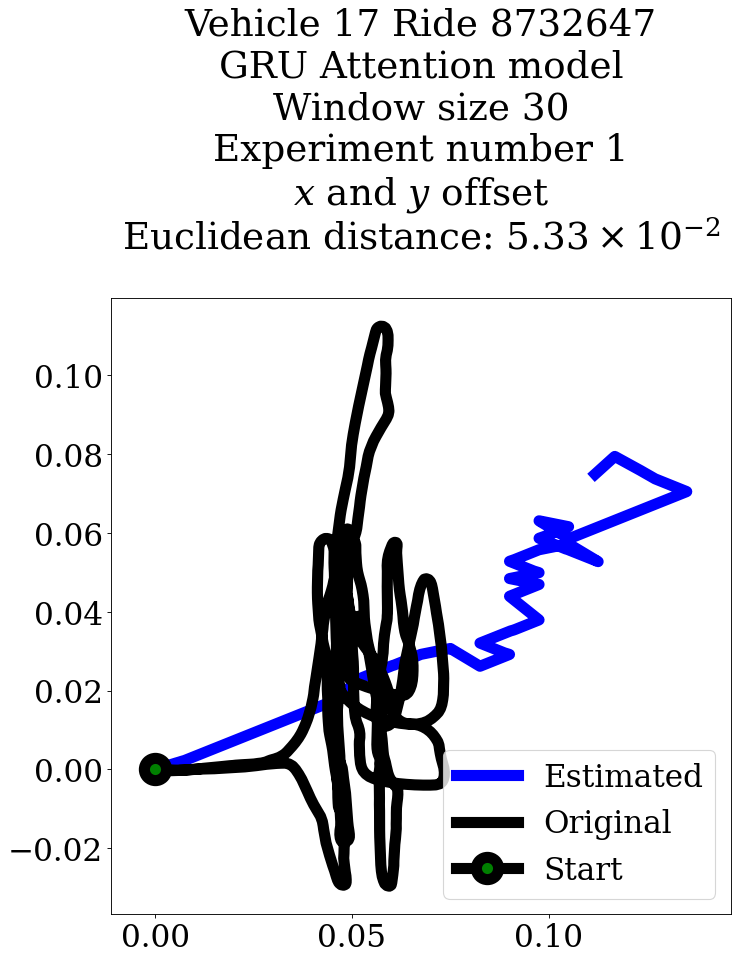 Vehicle 17 Ride 8732647
GRU Attention model
Window size 30
Experiment number 1
x and y offset
Euclidean distance: 5.33 × 10⁻²
0.10
0.08
0.06
0.04
0.02
0.00
−0.02
0.00
0.05
0.10
Estimated
Original
Start